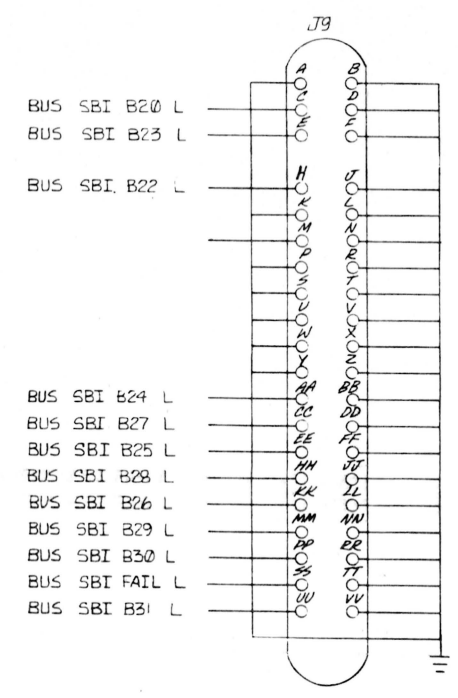 J9
A B
C D
BUS SBI B20 L
E F
BUS SBI B23 L
H J
BUS SBI B22 L
K L
M N
P R
S T
U V
W X
Y Z
AA BB
BUS SBI B24 L
CC DD
BUS SBI B27 L
EE FF
BUS SBI B25 L
HH JJ
BUS SBI B28 L
KK LL
BUS SBI B26 L
MM NN
BUS SBI B29 L
PP RR
BUS SBI B30 L
SS TT
BUS SBI FAIL L
UU VV
BUS SBI B31 L